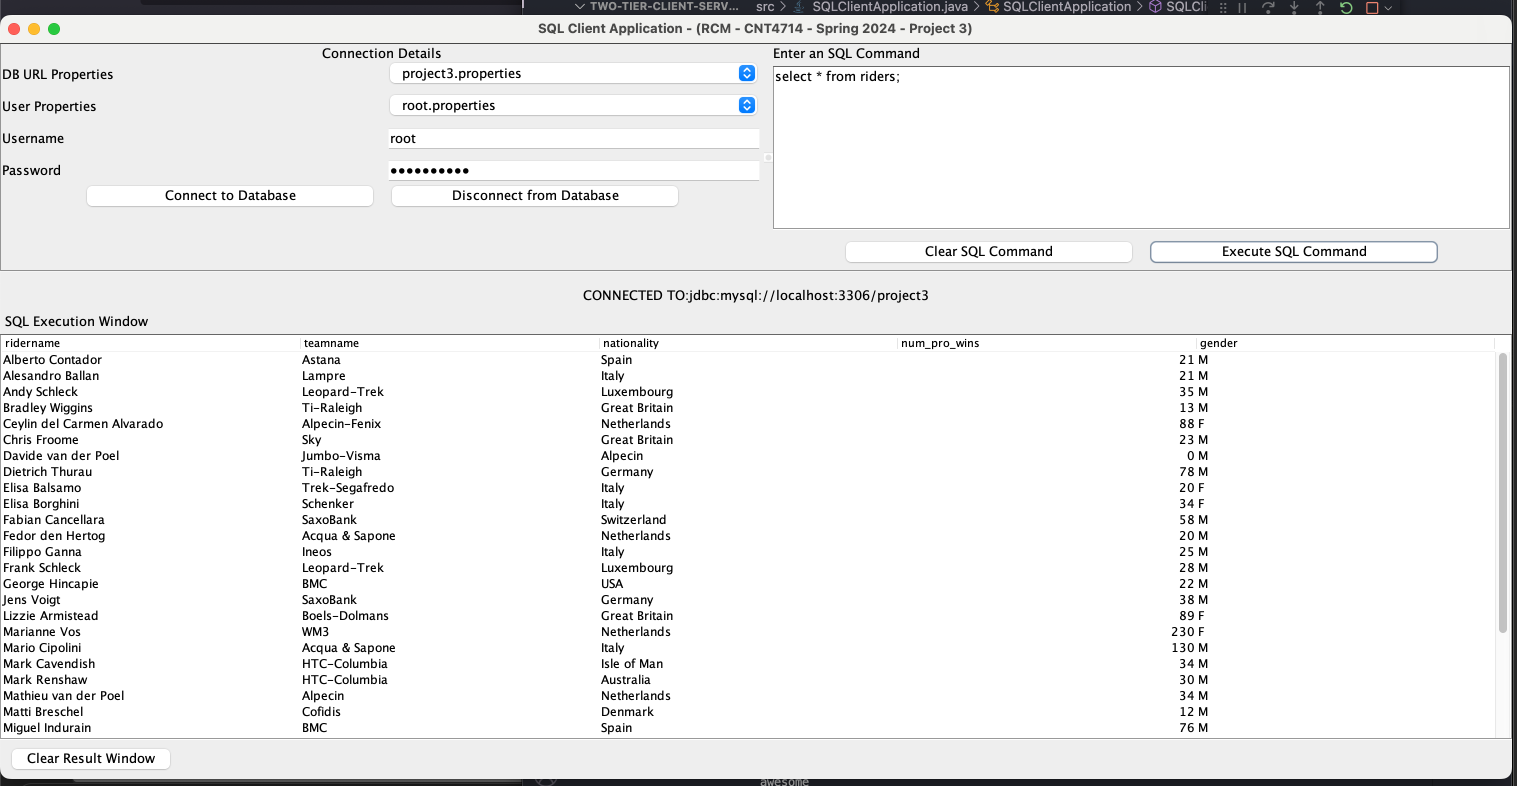 TWO-TIER-CLIENT-SERV... src > SQLClientApplication.java > SQLClientApplication > SQLCli
SQL Client Application - (RCM - CNT4714 - Spring 2024 - Project 3)
Connection Details
DB URL Properties project3.properties
User Properties root.properties
Username root
Password ••••••••••
Connect to Database Disconnect from Database
Enter an SQL Command
select * from riders;
Clear SQL Command Execute SQL Command
CONNECTED TO:jdbc:mysql://localhost:3306/project3
SQL Execution Window
ridername teamname nationality num_pro_wins gender
Alberto Contador Astana Spain 21 M
Alesandro Ballan Lampre Italy 21 M
Andy Schleck Leopard-Trek Luxembourg 35 M
Bradley Wiggins Ti-Raleigh Great Britain 13 M
Ceylin del Carmen Alvarado Alpecin-Fenix Netherlands 88 F
Chris Froome Sky Great Britain 23 M
Davide van der Poel Jumbo-Visma Alpecin 0 M
Dietrich Thurau Ti-Raleigh Germany 78 M
Elisa Balsamo Trek-Segafredo Italy 20 F
Elisa Borghini Schenker Italy 34 F
Fabian Cancellara SaxoBank Switzerland 58 M
Fedor den Hertog Acqua & Sapone Netherlands 20 M
Filippo Ganna Ineos Italy 25 M
Frank Schleck Leopard-Trek Luxembourg 28 M
George Hincapie BMC USA 22 M
Jens Voigt SaxoBank Germany 38 M
Lizzie Armistead Boels-Dolmans Great Britain 89 F
Marianne Vos WM3 Netherlands 230 F
Mario Cipolini Acqua & Sapone Italy 130 M
Mark Cavendish HTC-Columbia Isle of Man 34 M
Mark Renshaw HTC-Columbia Australia 30 M
Mathieu van der Poel Alpecin Netherlands 34 M
Matti Breschel Cofidis Denmark 12 M
Miguel Indurain BMC Spain 76 M
Clear Result Window
awesome